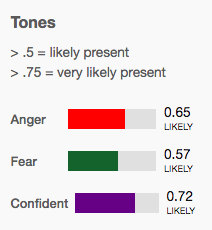 Tones
> .5 = likely present
> .75 = very likely present
Anger 0.65
LIKELY
Fear 0.57
LIKELY
Confident 0.72
LIKELY